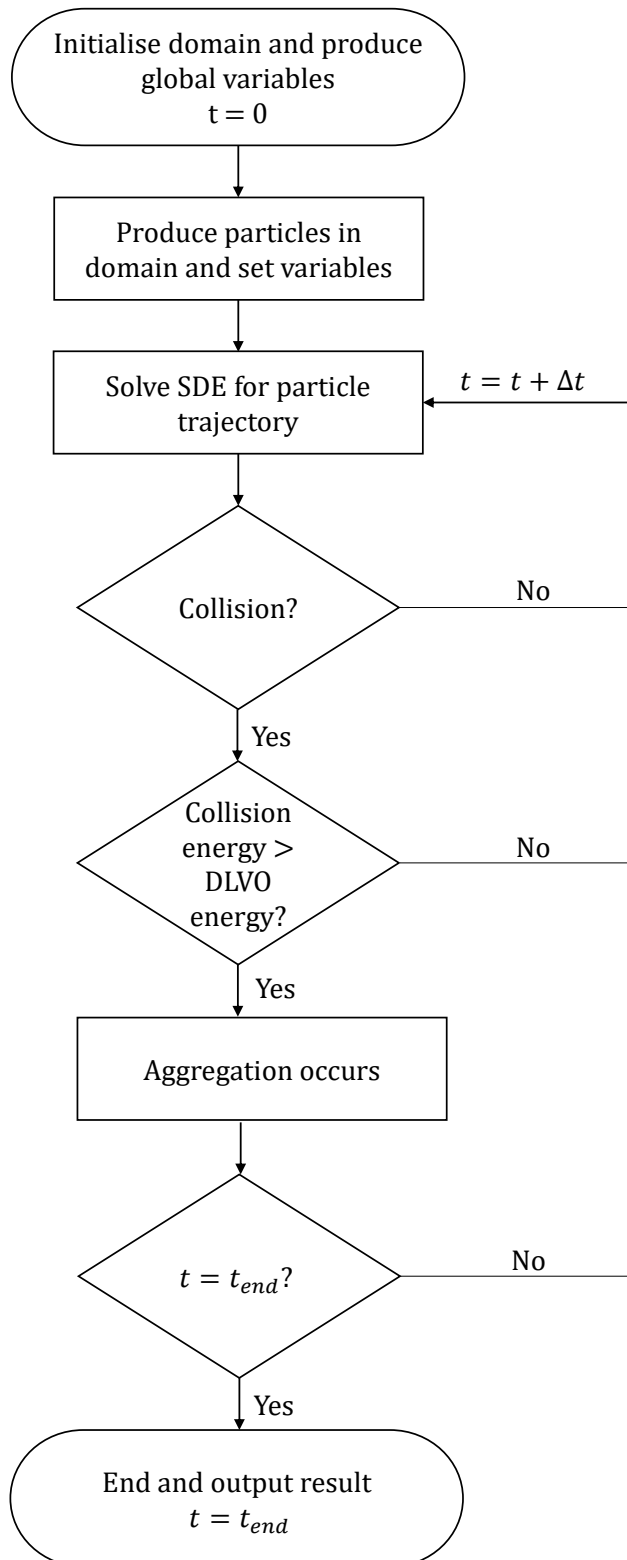 Initialise domain and produce
global variables
t = 0
Produce particles in
domain and set variables
Solve SDE for particle
trajectory
t = t + Δt
Collision?
No
Yes
Collision
energy >
DLVO
energy?
No
Yes
Aggregation occurs
t = t_end?
No
Yes
End and output result
t = t_end